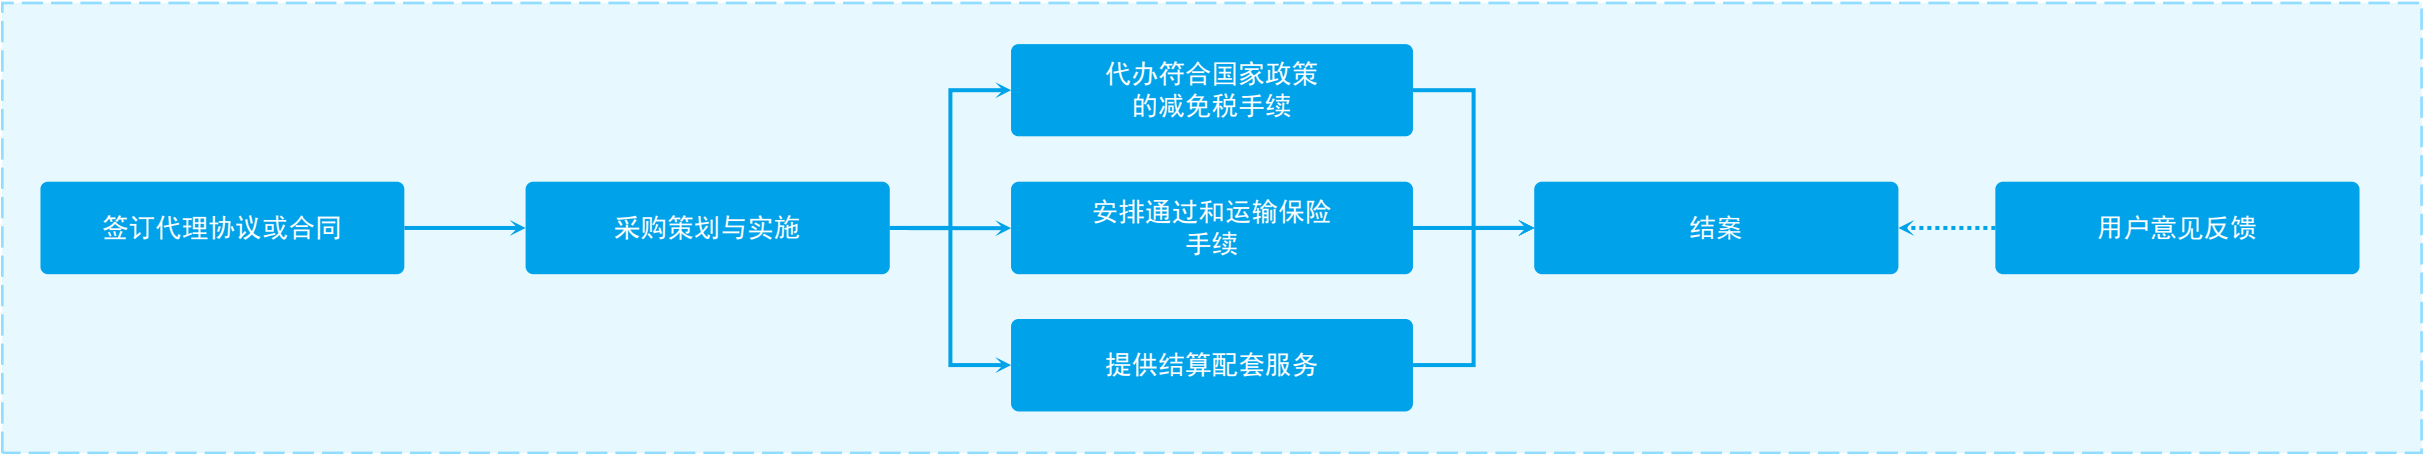 签订代理协议或合同
采购策划与实施
代办符合国家政策
的减免税手续
安排通过和运输保险
手续
提供结算配套服务
结案
用户意见反馈